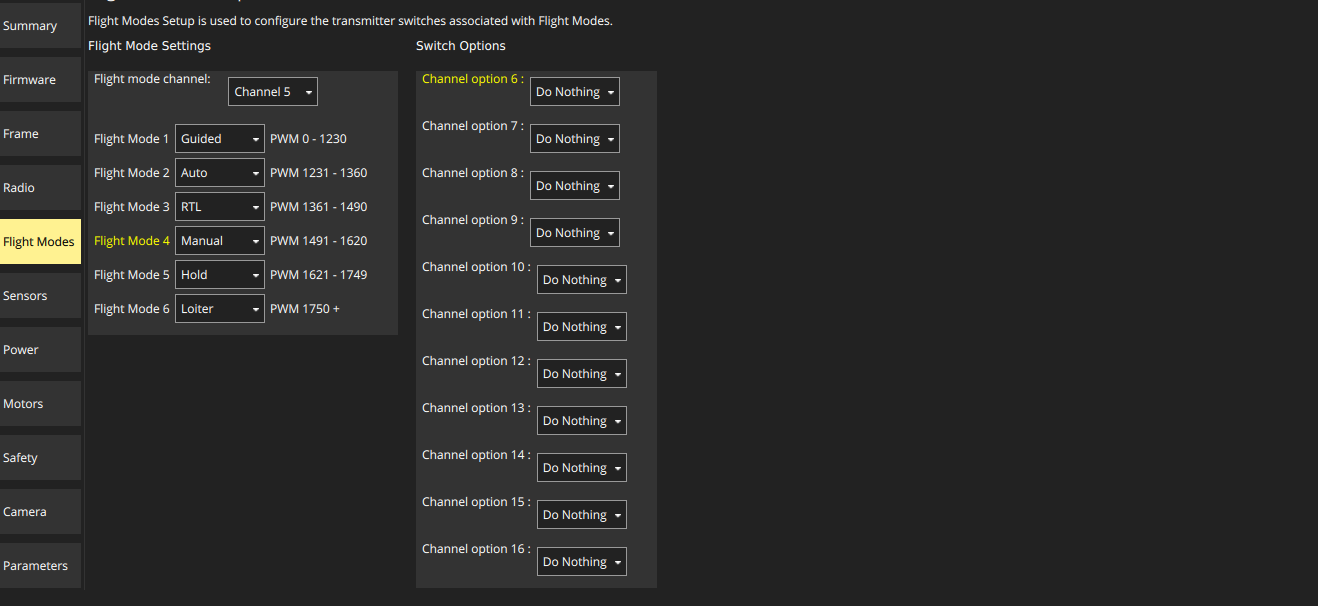 Flight Modes Setup is used to configure the transmitter switches associated with Flight Modes.
Summary
Firmware
Frame
Radio
Flight Modes
Sensors
Power
Motors
Safety
Camera
Parameters
Flight Mode Settings
Flight mode channel: Channel 5
Flight Mode 1 Guided PWM 0 - 1230
Flight Mode 2 Auto PWM 1231 - 1360
Flight Mode 3 RTL PWM 1361 - 1490
Flight Mode 4 Manual PWM 1491 - 1620
Flight Mode 5 Hold PWM 1621 - 1749
Flight Mode 6 Loiter PWM 1750 +
Switch Options
Channel option 6 : Do Nothing
Channel option 7 : Do Nothing
Channel option 8 : Do Nothing
Channel option 9 : Do Nothing
Channel option 10 : Do Nothing
Channel option 11 : Do Nothing
Channel option 12 : Do Nothing
Channel option 13 : Do Nothing
Channel option 14 : Do Nothing
Channel option 15 : Do Nothing
Channel option 16 : Do Nothing